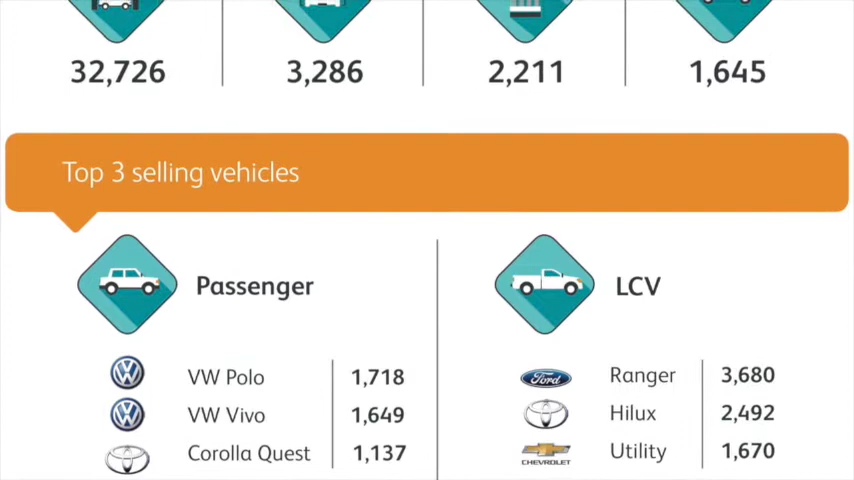 32,726 3,286 2,211 1,645
Top 3 selling vehicles
Passenger
VW Polo 1,718
VW Vivo 1,649
Corolla Quest 1,137
LCV
Ford Ranger 3,680
Hilux 2,492
CHEVROLET Utility 1,670